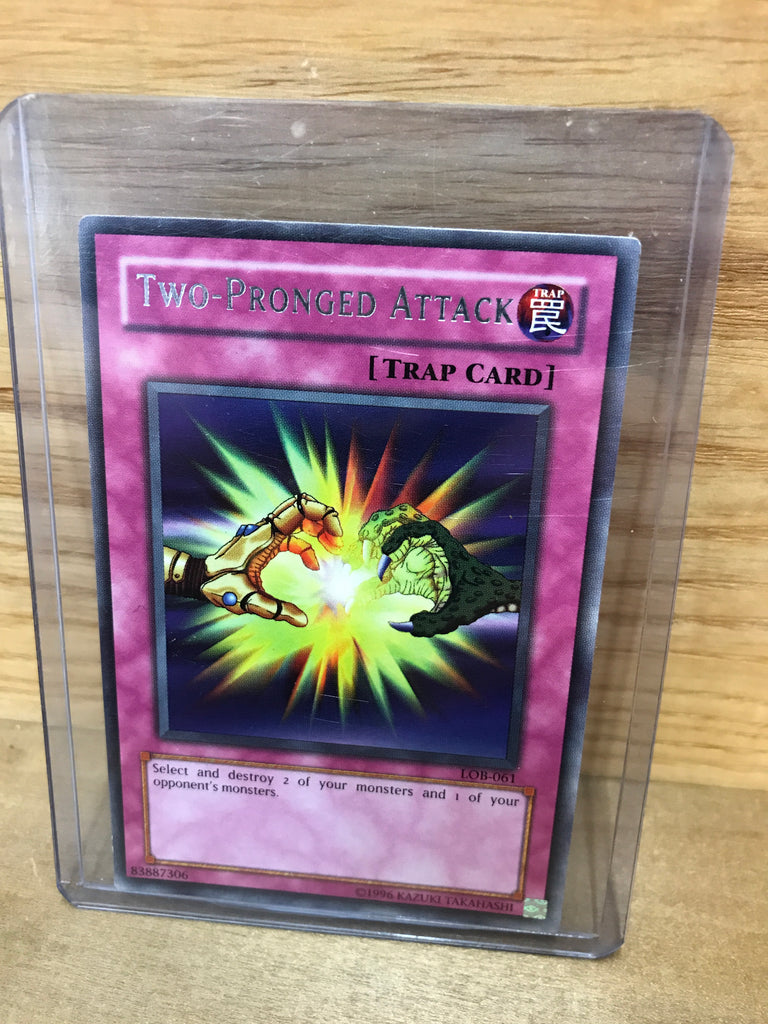 Two-Pronged Attack
TRAP
罠
[Trap Card]
LOB-061
Select and destroy 2 of your monsters and 1 of your
opponent's monsters.
83887306
©1996 KAZUKI TAKAHASHI